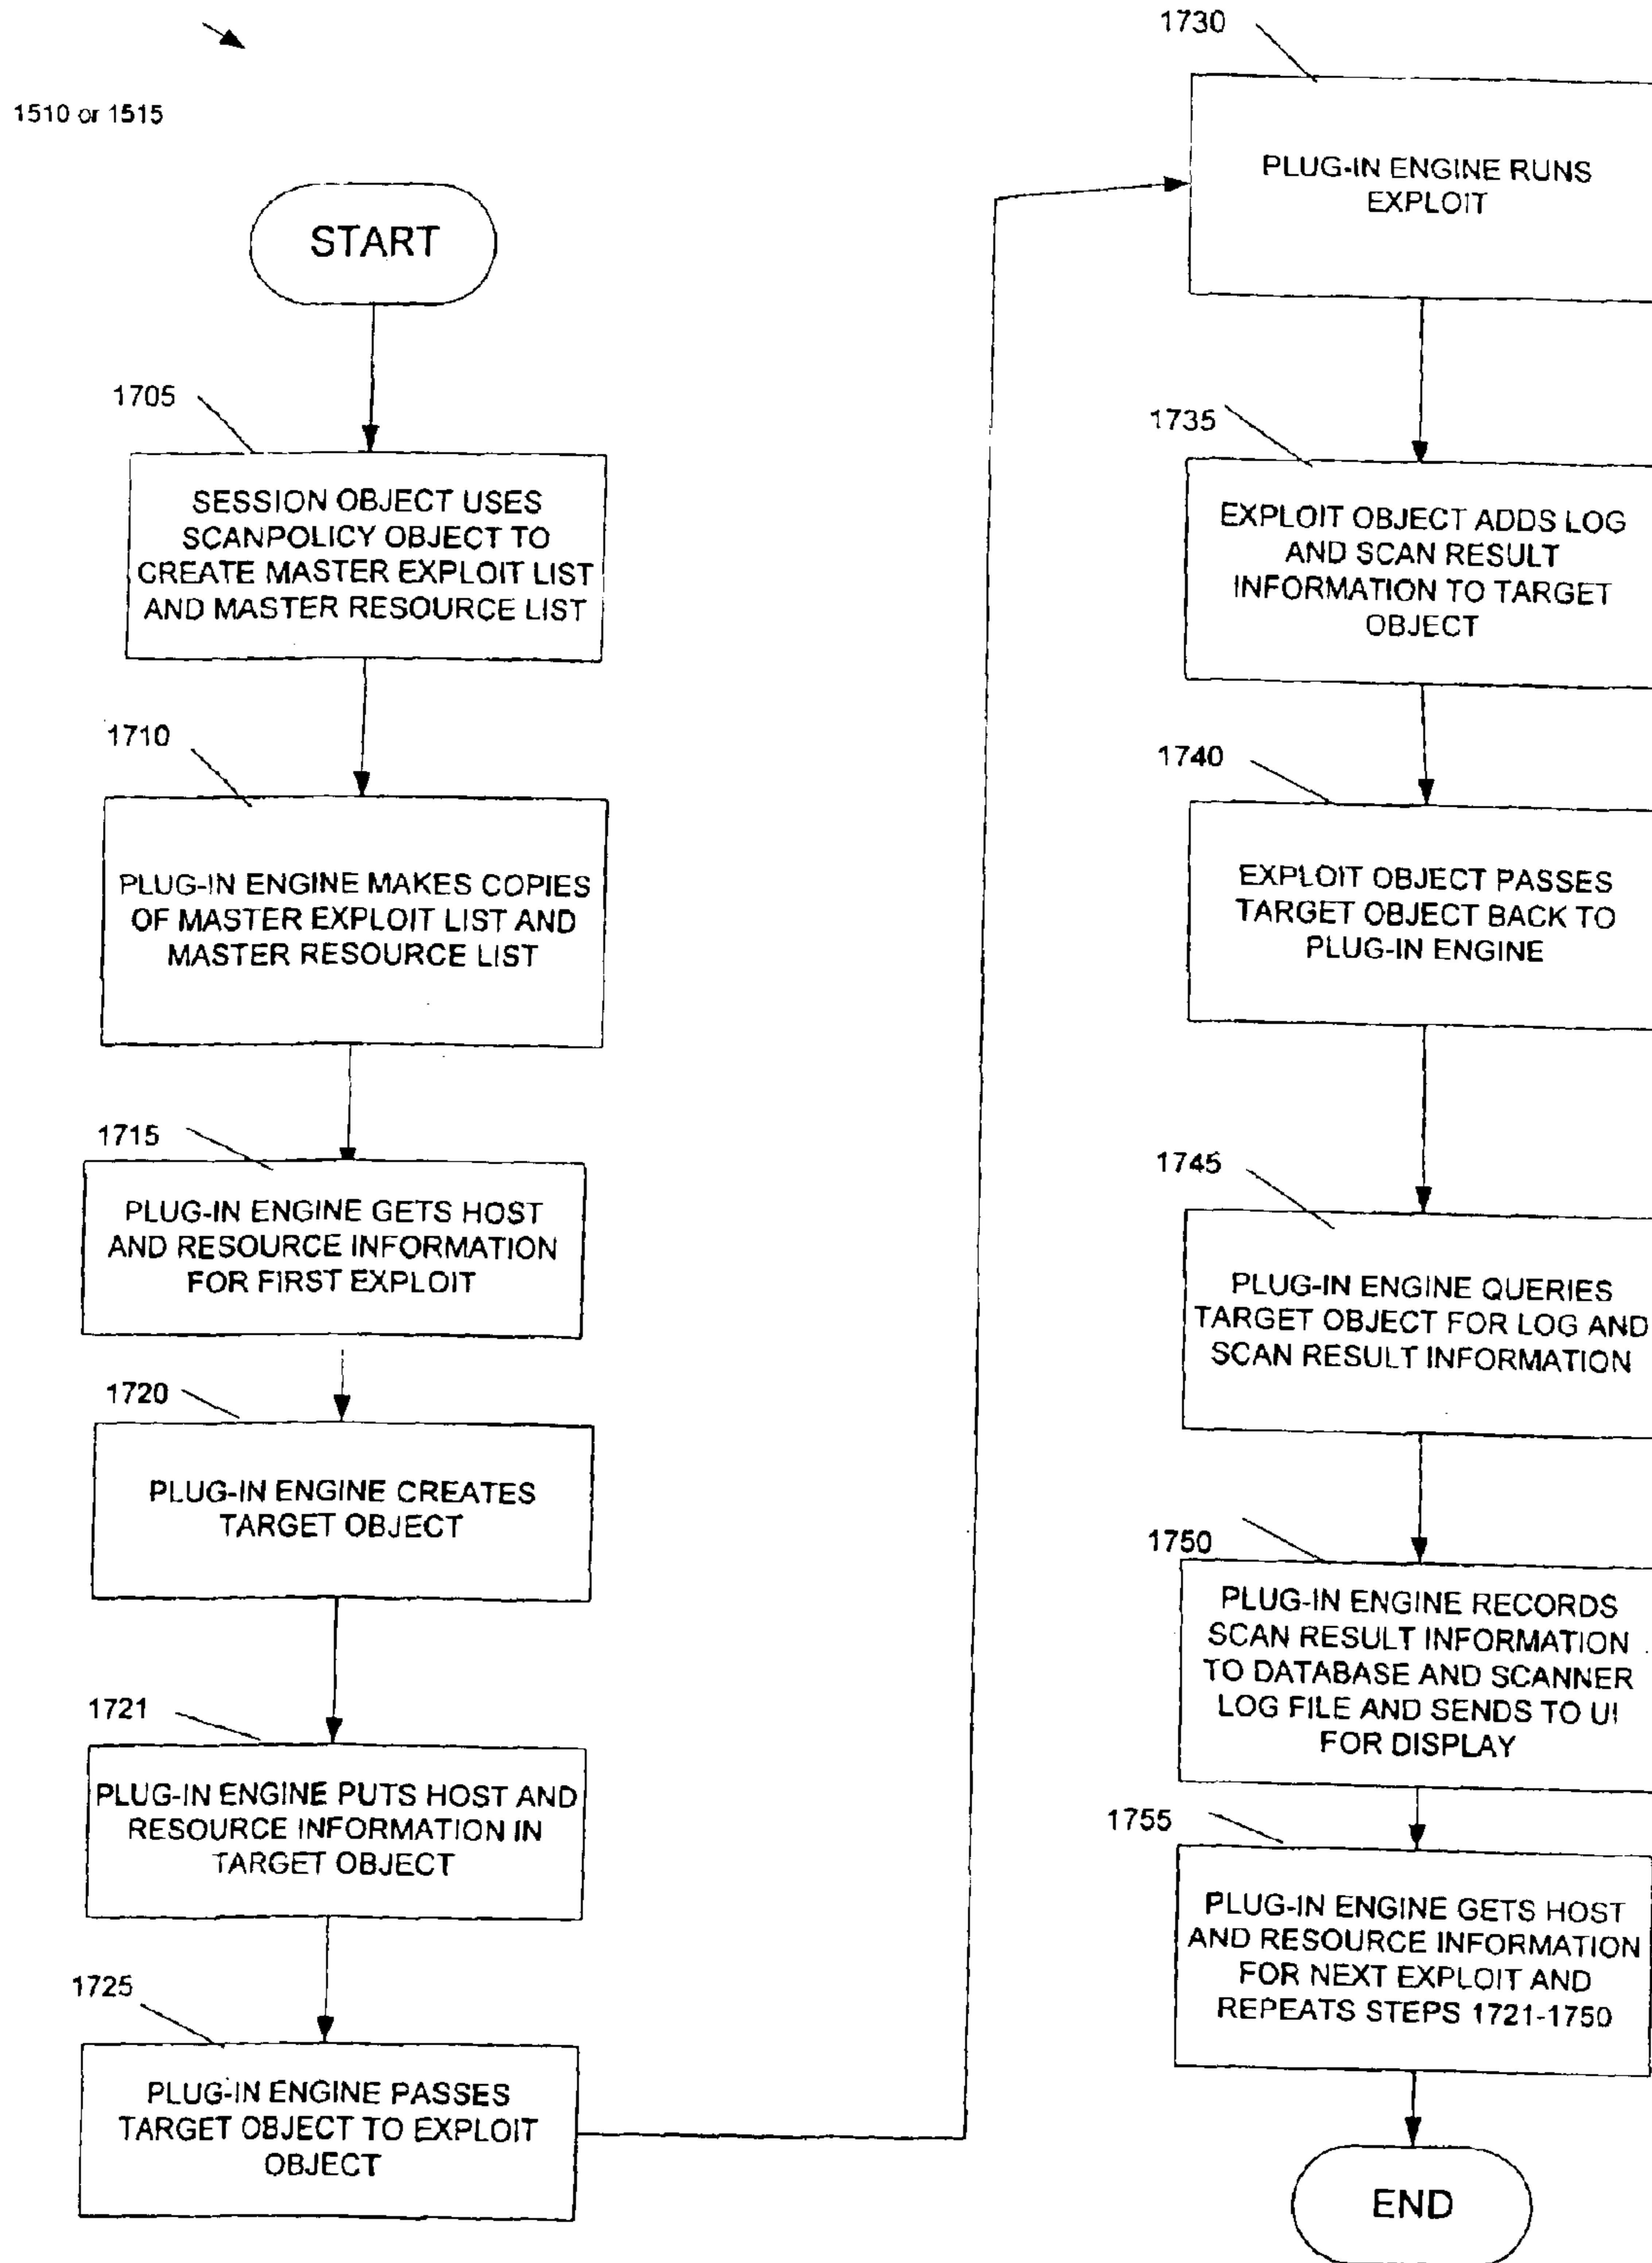 1510 or 1515
START
1705
SESSION OBJECT USES
SCANPOLICY OBJECT TO
CREATE MASTER EXPLOIT LIST
AND MASTER RESOURCE LIST
1710
PLUG-IN ENGINE MAKES COPIES
OF MASTER EXPLOIT LIST AND
MASTER RESOURCE LIST
1715
PLUG-IN ENGINE GETS HOST
AND RESOURCE INFORMATION
FOR FIRST EXPLOIT
1720
PLUG-IN ENGINE CREATES
TARGET OBJECT
1721
PLUG-IN ENGINE PUTS HOST AND
RESOURCE INFORMATION IN
TARGET OBJECT
1725
PLUG-IN ENGINE PASSES
TARGET OBJECT TO EXPLOIT
OBJECT
1730
PLUG-IN ENGINE RUNS
EXPLOIT
1735
EXPLOIT OBJECT ADDS LOG
AND SCAN RESULT
INFORMATION TO TARGET
OBJECT
1740
EXPLOIT OBJECT PASSES
TARGET OBJECT BACK TO
PLUG-IN ENGINE
1745
PLUG-IN ENGINE QUERIES
TARGET OBJECT FOR LOG AND
SCAN RESULT INFORMATION
1750
PLUG-IN ENGINE RECORDS
SCAN RESULT INFORMATION
TO DATABASE AND SCANNER
LOG FILE AND SENDS TO UI
FOR DISPLAY
1755
PLUG-IN ENGINE GETS HOST
AND RESOURCE INFORMATION
FOR NEXT EXPLOIT AND
REPEATS STEPS 1721-1750
END